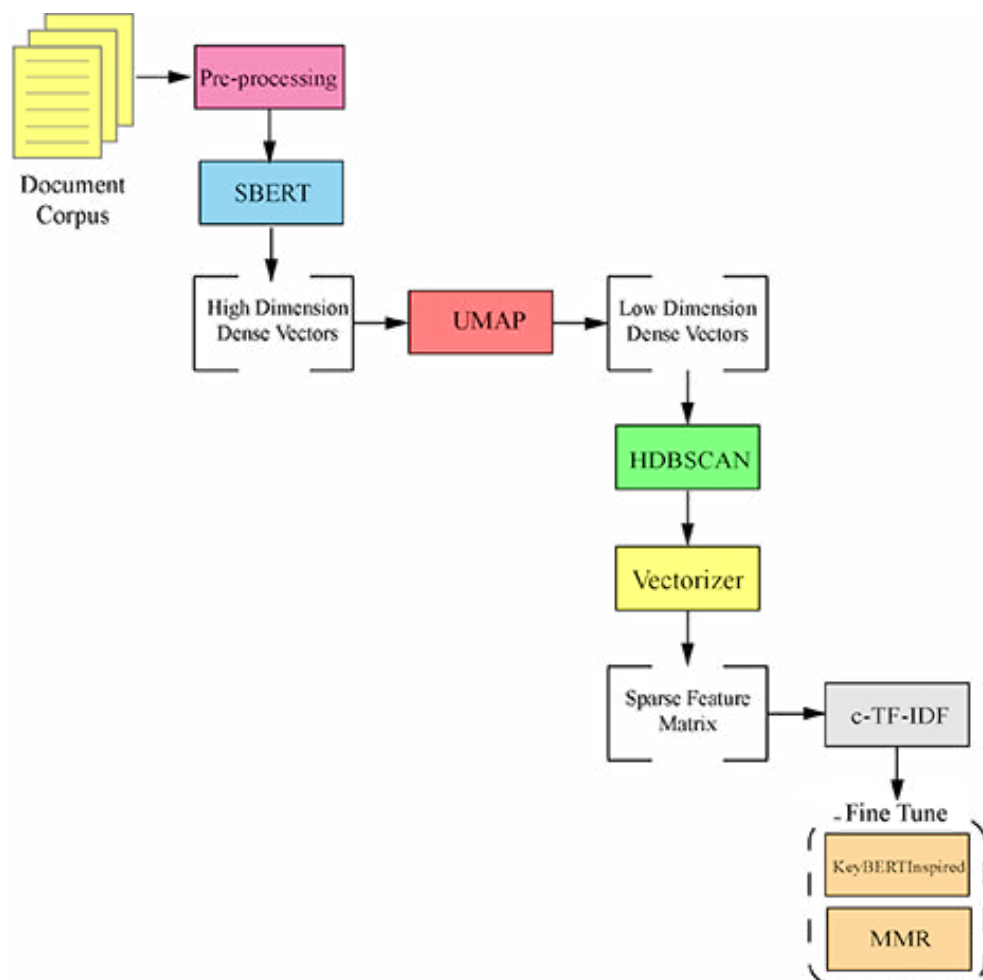 Pre-processing
Document
Corpus
SBERT
High Dimension
Dense Vectors
UMAP
Low Dimension
Dense Vectors
HDBSCAN
Vectorizer
Sparse Feature
Matrix
c-TF-IDF
Fine Tune
KeyBERTInspired
MMR